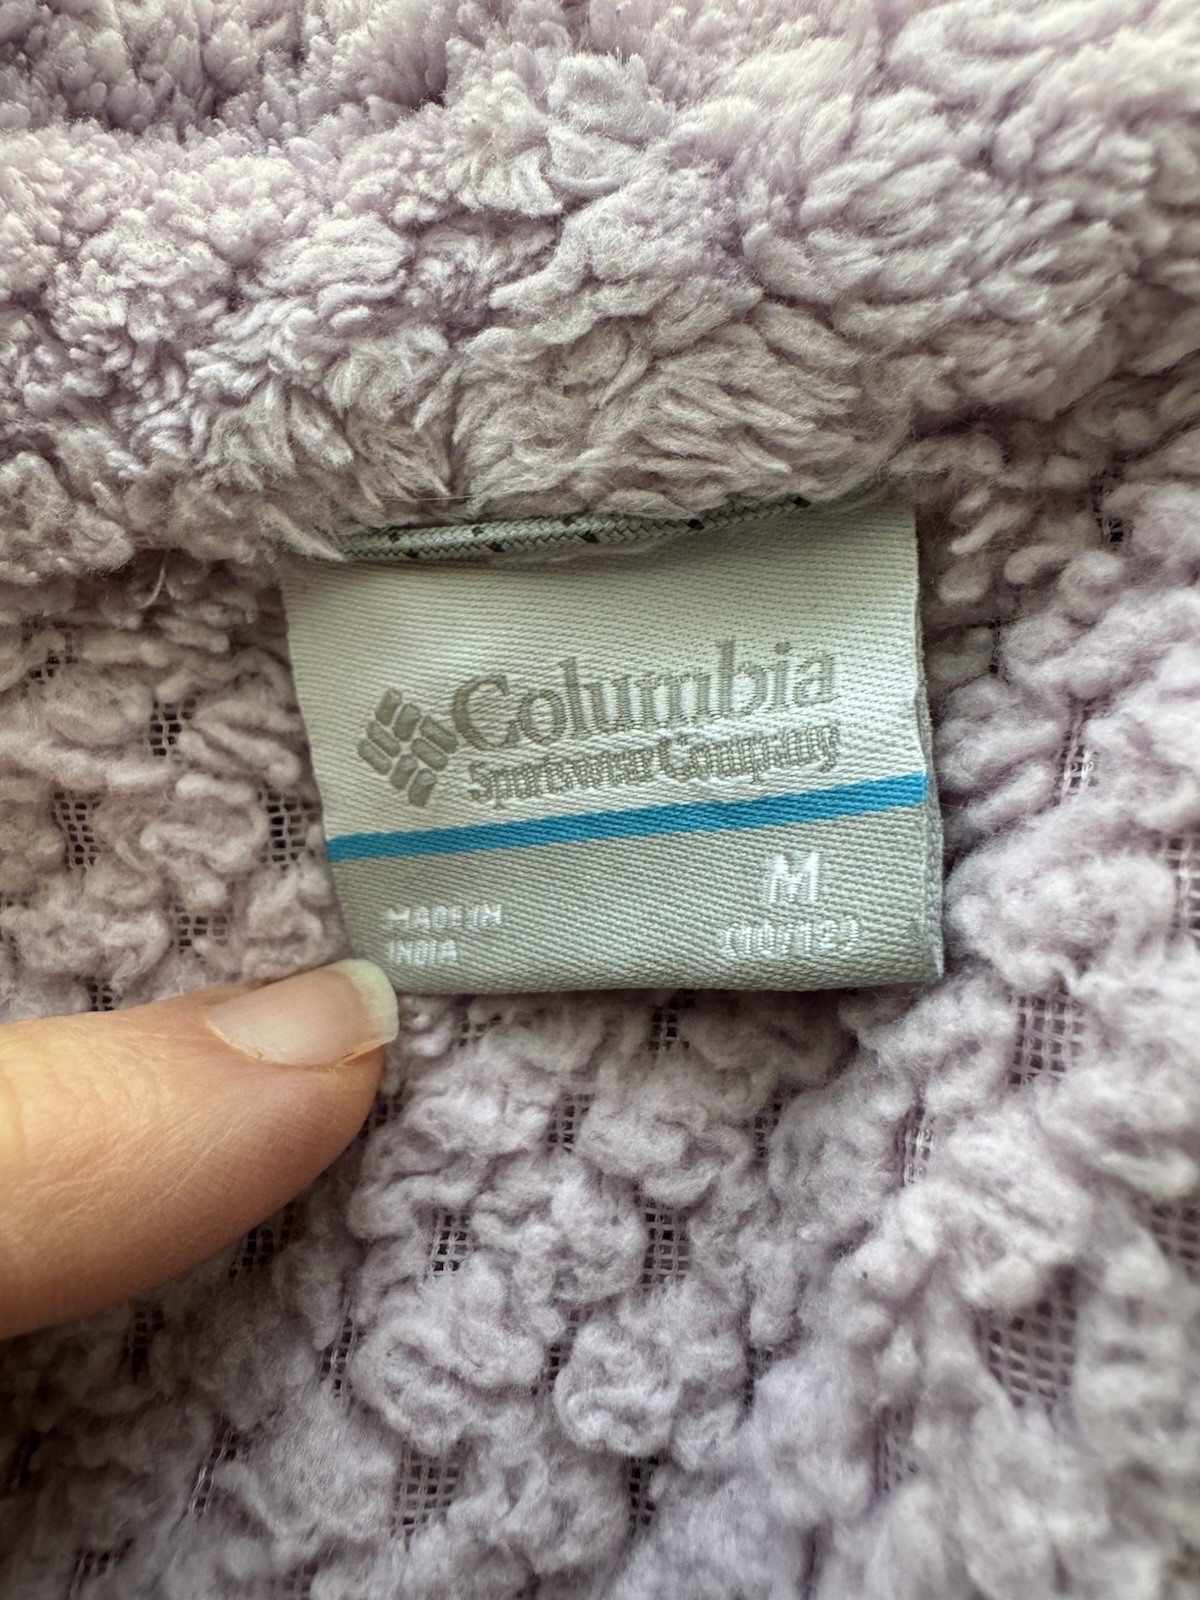 Columbia
Sportswear Company
M
MADE IN
INDIA
(10/12)